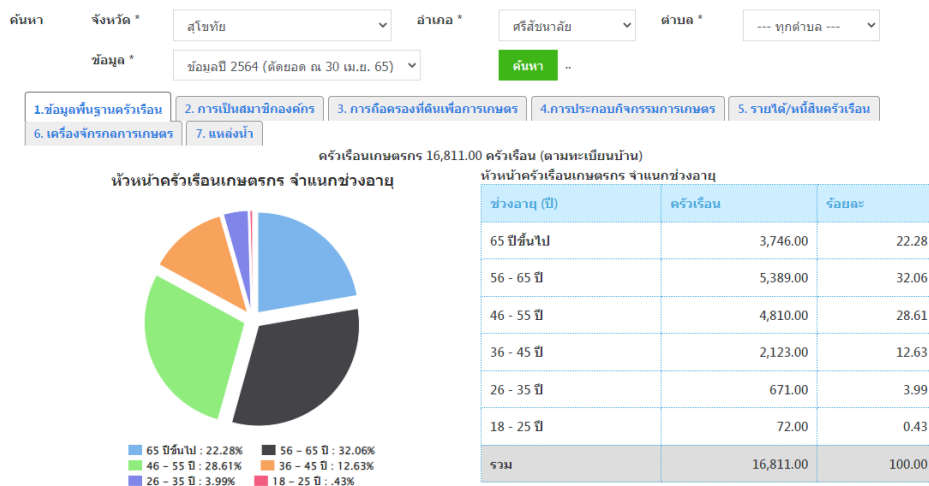 ค้นหา จังหวัด * สุโขทัย อำเภอ * ศรีสัชนาลัย ตำบล * --- ทุกตำบล ---
ข้อมูล * ข้อมูลปี 2564 (ตัดยอด ณ 30 เม.ย. 65) ค้นหา ..
1.ข้อมูลพื้นฐานครัวเรือน 2. การเป็นสมาชิกองค์กร 3. การถือครองที่ดินเพื่อการเกษตร 4.การประกอบกิจกรรมการเกษตร 5. รายได้/หนี้สินครัวเรือน
6. เครื่องจักรกลการเกษตร 7. แหล่งน้ำ
ครัวเรือนเกษตรกร 16,811.00 ครัวเรือน (ตามทะเบียนบ้าน)
หัวหน้าครัวเรือนเกษตรกร จำแนกช่วงอายุ
65 ปีขึ้นไป : 22.28% 56 – 65 ปี : 32.06%
46 – 55 ปี : 28.61% 36 – 45 ปี : 12.63%
26 – 35 ปี : 3.99% 18 – 25 ปี : .43%
หัวหน้าครัวเรือนเกษตรกร จำแนกช่วงอายุ
ช่วงอายุ (ปี) ครัวเรือน ร้อยละ
65 ปีขึ้นไป 3,746.00 22.28
56 - 65 ปี 5,389.00 32.06
46 - 55 ปี 4,810.00 28.61
36 - 45 ปี 2,123.00 12.63
26 - 35 ปี 671.00 3.99
18 - 25 ปี 72.00 0.43
รวม 16,811.00 100.00